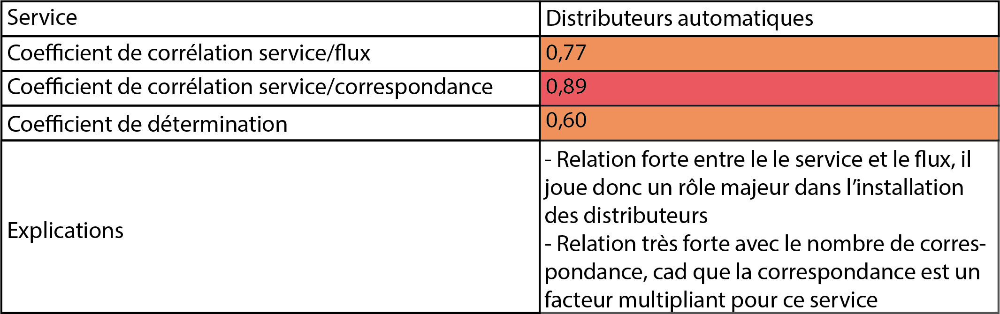 Service
Distributeurs automatiques
Coefficient de corrélation service/flux
0,77
Coefficient de corrélation service/correspondance
0,89
Coefficient de détermination
0,60
Explications
- Relation forte entre le le service et le flux, il
joue donc un rôle majeur dans l’installation
des distributeurs
- Relation très forte avec le nombre de corres-
pondance, cad que la correspondance est un
facteur multipliant pour ce service